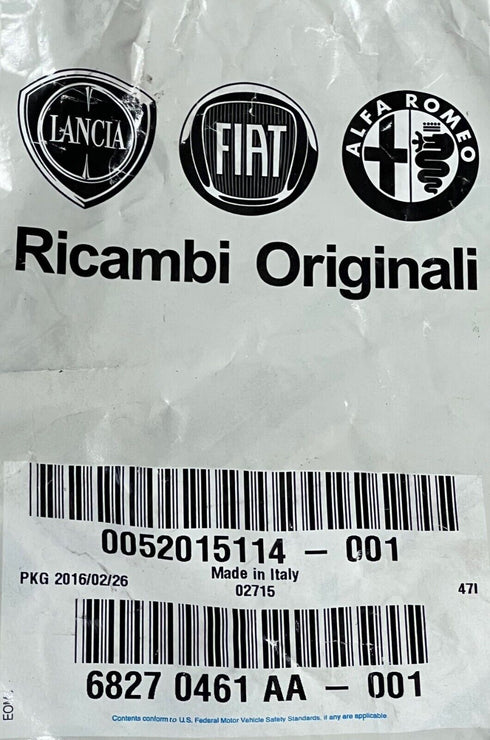 LANCIA FIAT ALFA ROMEO
Ricambi Originali
0052015114 – 001
Made in Italy
PKG 2016/02/26 02715 471
6827 0461 AA – 001
Contents conform to U.S. Federal Motor Vehicle Safety Standards, if any are applicable